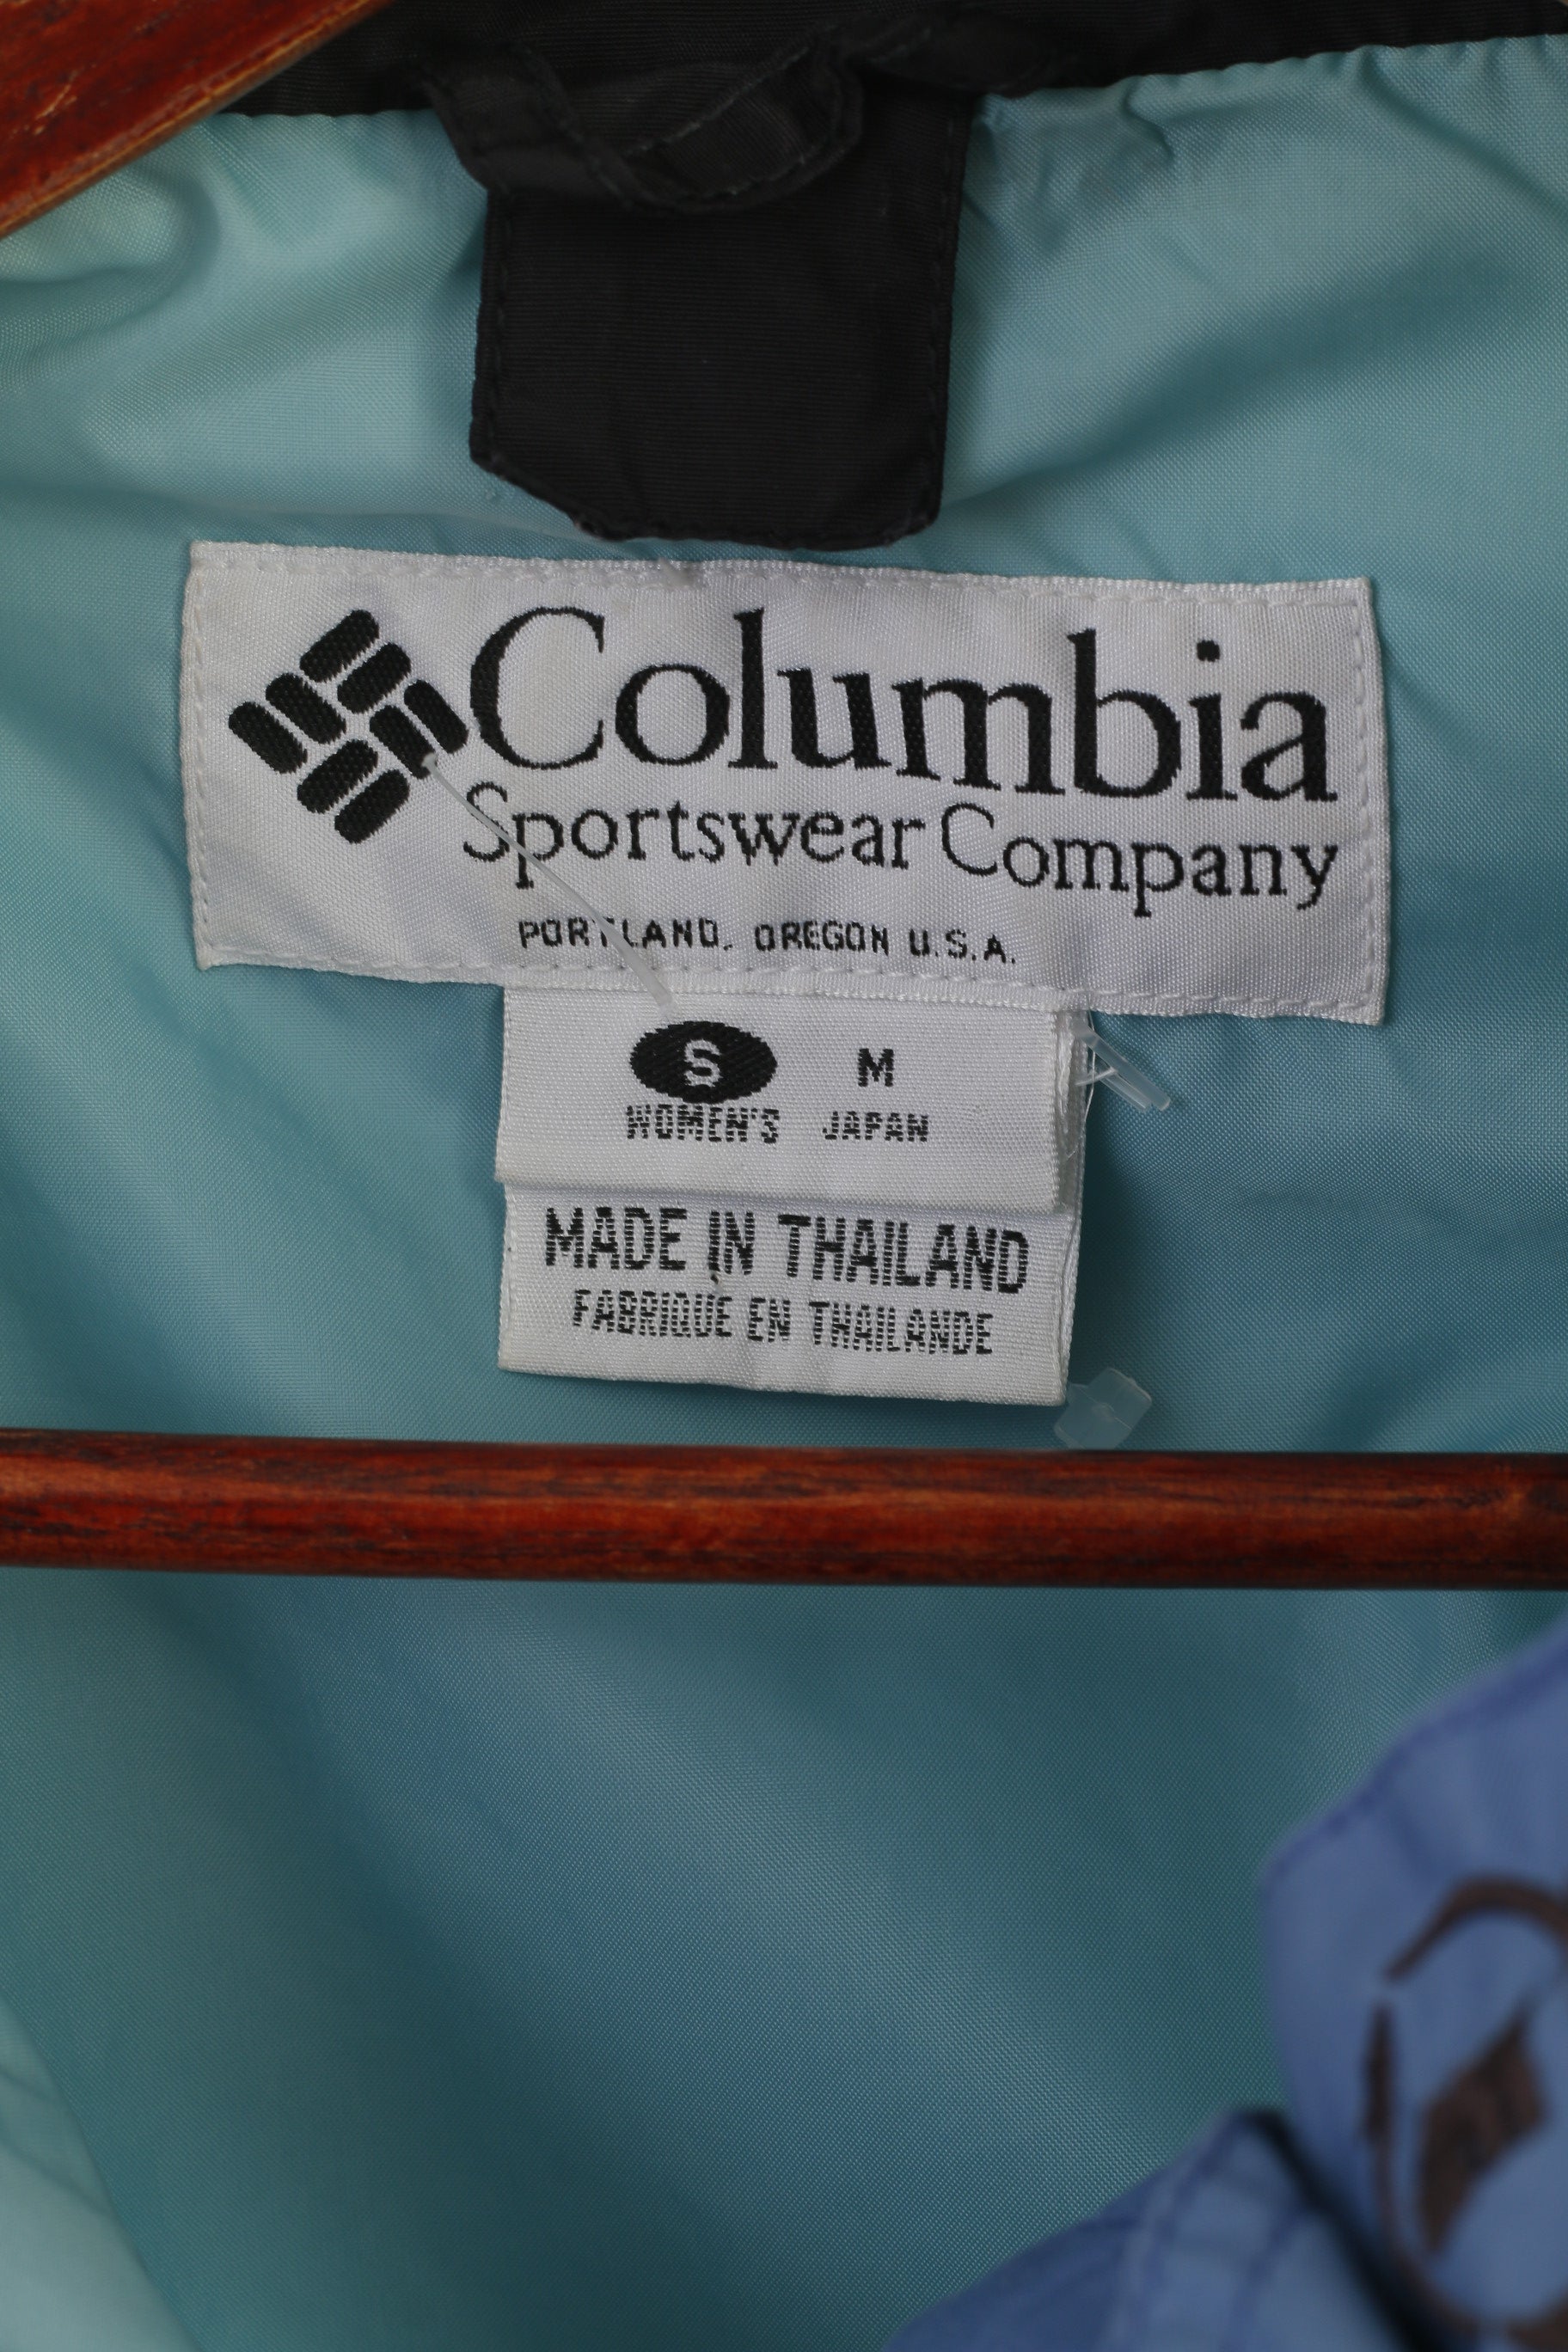 Columbia
Sportswear Company
PORTLAND, OREGON U.S.A.
S M
WOMEN'S JAPAN
MADE IN THAILAND
FABRIQUE EN THAILANDE